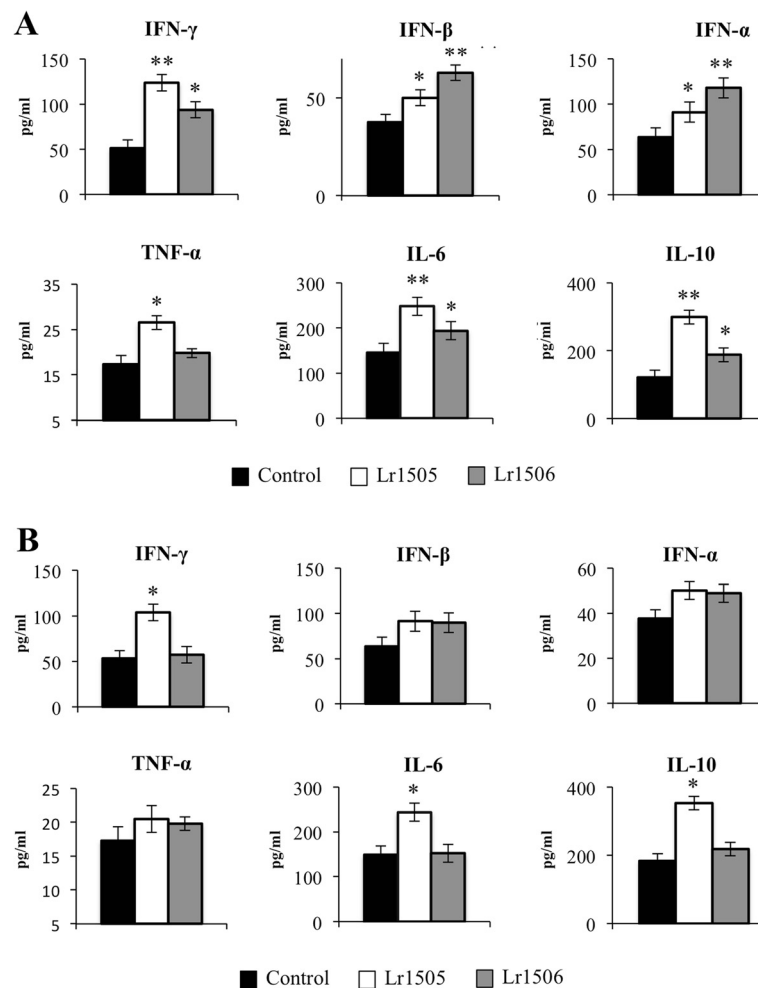 A
IFN-γ
IFN-β
IFN-α
**
*
*
**
*
**
pg/ml
150
100
50
0
50
0
pg/ml
150
100
50
0
TNF-α
IL-6
IL-10
*
**
*
**
*
pg/ml
35
25
15
5
pg/ml
300
200
100
0
pg/ml
400
200
0
Control Lr1505 Lr1506
B
IFN-γ
IFN-β
IFN-α
*
pg/ml
150
100
50
0
pg/ml
150
100
50
0
pg/ml
60
40
20
0
TNF-α
IL-6
IL-10
*
*
pg/ml
25
20
15
10
5
pg/ml
300
200
100
0
pg/ml
400
200
0
Control Lr1505 Lr1506